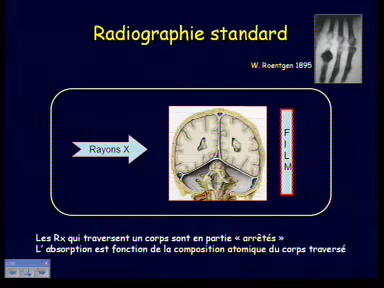 Radiographie standard
W. Roentgen 1895
Rayons X
FILM
Les Rx qui traversent un corps sont en partie « arrêtés »
L' absorption est fonction de la composition atomique du corps traversé